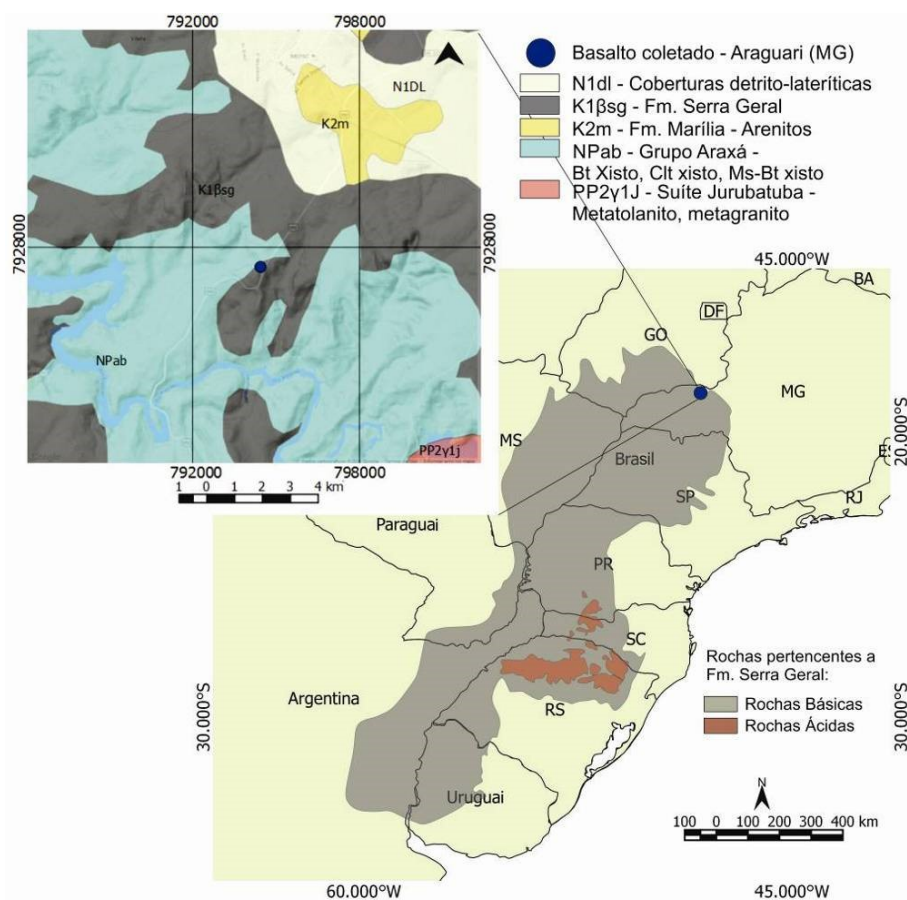 792000
798000
Basalto coletado - Araguari (MG)
N1dl - Coberturas detrito-lateríticas
K1βsg - Fm. Serra Geral
K2m - Fm. Marília - Arenitos
NPab - Grupo Araxá -
Bt Xisto, Clt xisto, Ms-Bt xisto
PP2γ1J - Suíte Jurubatuba -
Metatolanito, metagranito
N1DL
K2m
K1βsg
7928000
7928000
NPab
PP2γ1j
792000
798000
1 0 1 2 3 4 km
45.000°W
BA
DF
GO
MG
MS
20.000°S
Brasil
ES
SP
RJ
Paraguai
PR
SC
Argentina
RS
Uruguai
30.000°S
30.000°S
Rochas pertencentes a
Fm. Serra Geral:
Rochas Básicas
Rochas Ácidas
N
100 0 100 200 300 400 km
60.000°W
45.000°W